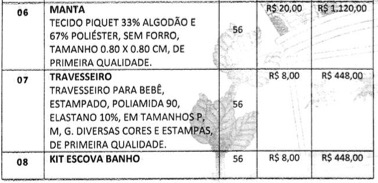 06 MANTA R$ 20,00 R$ 1.120,00
TECIDO PIQUET 33% ALGODÃO E
67% POLIÉSTER, SEM FORRO, 56
TAMANHO 0.80 X 0.80 CM, DE
PRIMEIRA QUALIDADE.
07 TRAVESSEIRO R$ 8,00 R$ 448,00
TRAVESSEIRO PARA BEBÊ,
ESTAMPADO, POLIAMIDA 90, 56
ELASTANO 10%, EM TAMANHOS P,
M, G. DIVERSAS CORES E ESTAMPAS,
DE PRIMEIRA QUALIDADE.
08 KIT ESCOVA BANHO 56 R$ 8,00 R$ 448,00